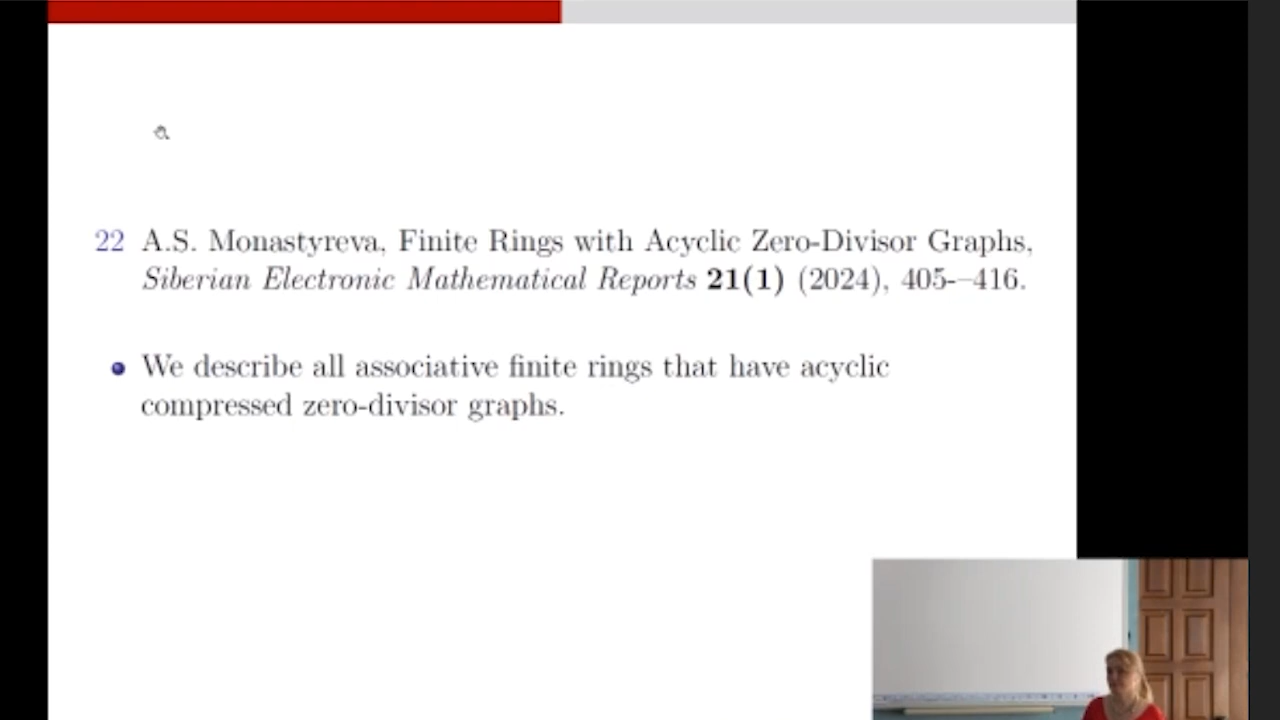 22 A.S. Monastyreva, Finite Rings with Acyclic Zero-Divisor Graphs,
Siberian Electronic Mathematical Reports 21(1) (2024), 405-–416.
We describe all associative finite rings that have acyclic
compressed zero-divisor graphs.